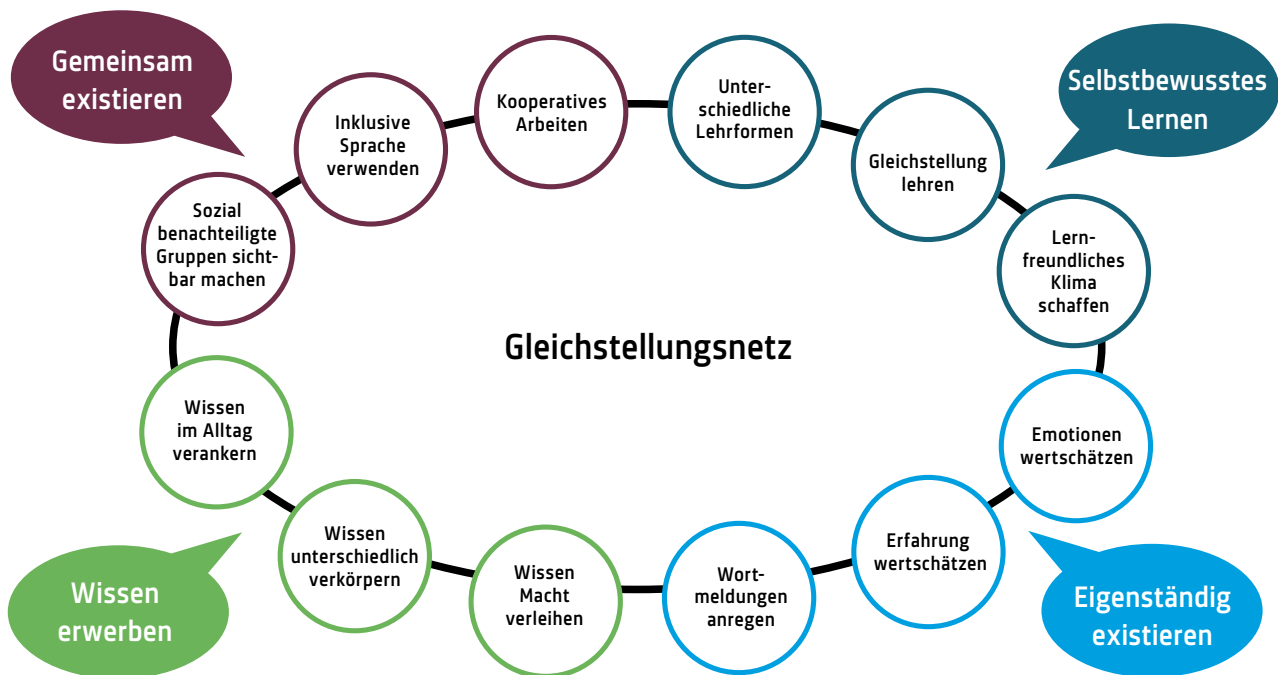 Gemeinsam
existieren
Inklusive
Sprache
verwenden
Kooperatives
Arbeiten
Unter-
schiedliche
Lehrformen
Gleichstellung
lehren
Selbstbewusstes
Lernen
Sozial
benachteiligte
Gruppen sicht-
bar machen
Lern-
freundliches
Klima
schaffen
Gleichstellungsnetz
Wissen
im Alltag
verankern
Emotionen
wertschätzen
Wissen
unterschiedlich
verkörpern
Wissen
Macht
verleihen
Wort-
meldungen
anregen
Erfahrung
wertschätzen
Wissen
erwerben
Eigenständig
existieren